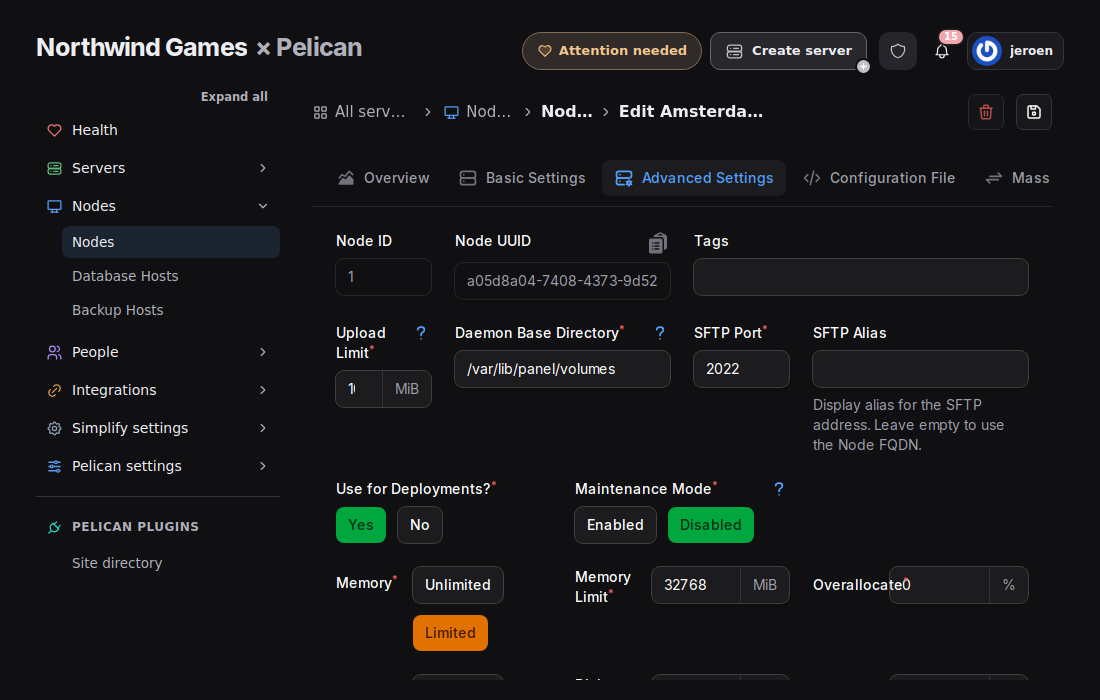 Northwind Games × Pelican
Attention needed
Create server
15
jeroen
Expand all
Health
Servers
Nodes
Nodes
Database Hosts
Backup Hosts
People
Integrations
Simplify settings
Pelican settings
PELICAN PLUGINS
Site directory
All serv... > Nod... > Nod... > Edit Amsterda...
Overview
Basic Settings
Advanced Settings
Configuration File
Mass
Node ID
1
Node UUID
a05d8a04-7408-4373-9d52
Tags
Upload Limit*
?
MiB
Daemon Base Directory*
?
/var/lib/panel/volumes
SFTP Port*
2022
SFTP Alias
Display alias for the SFTP
address. Leave empty to use
the Node FQDN.
Use for Deployments?*
Yes
No
Maintenance Mode*
?
Enabled
Disabled
Memory*
Unlimited
Limited
Memory Limit*
32768
MiB
Overallocate*
0
%